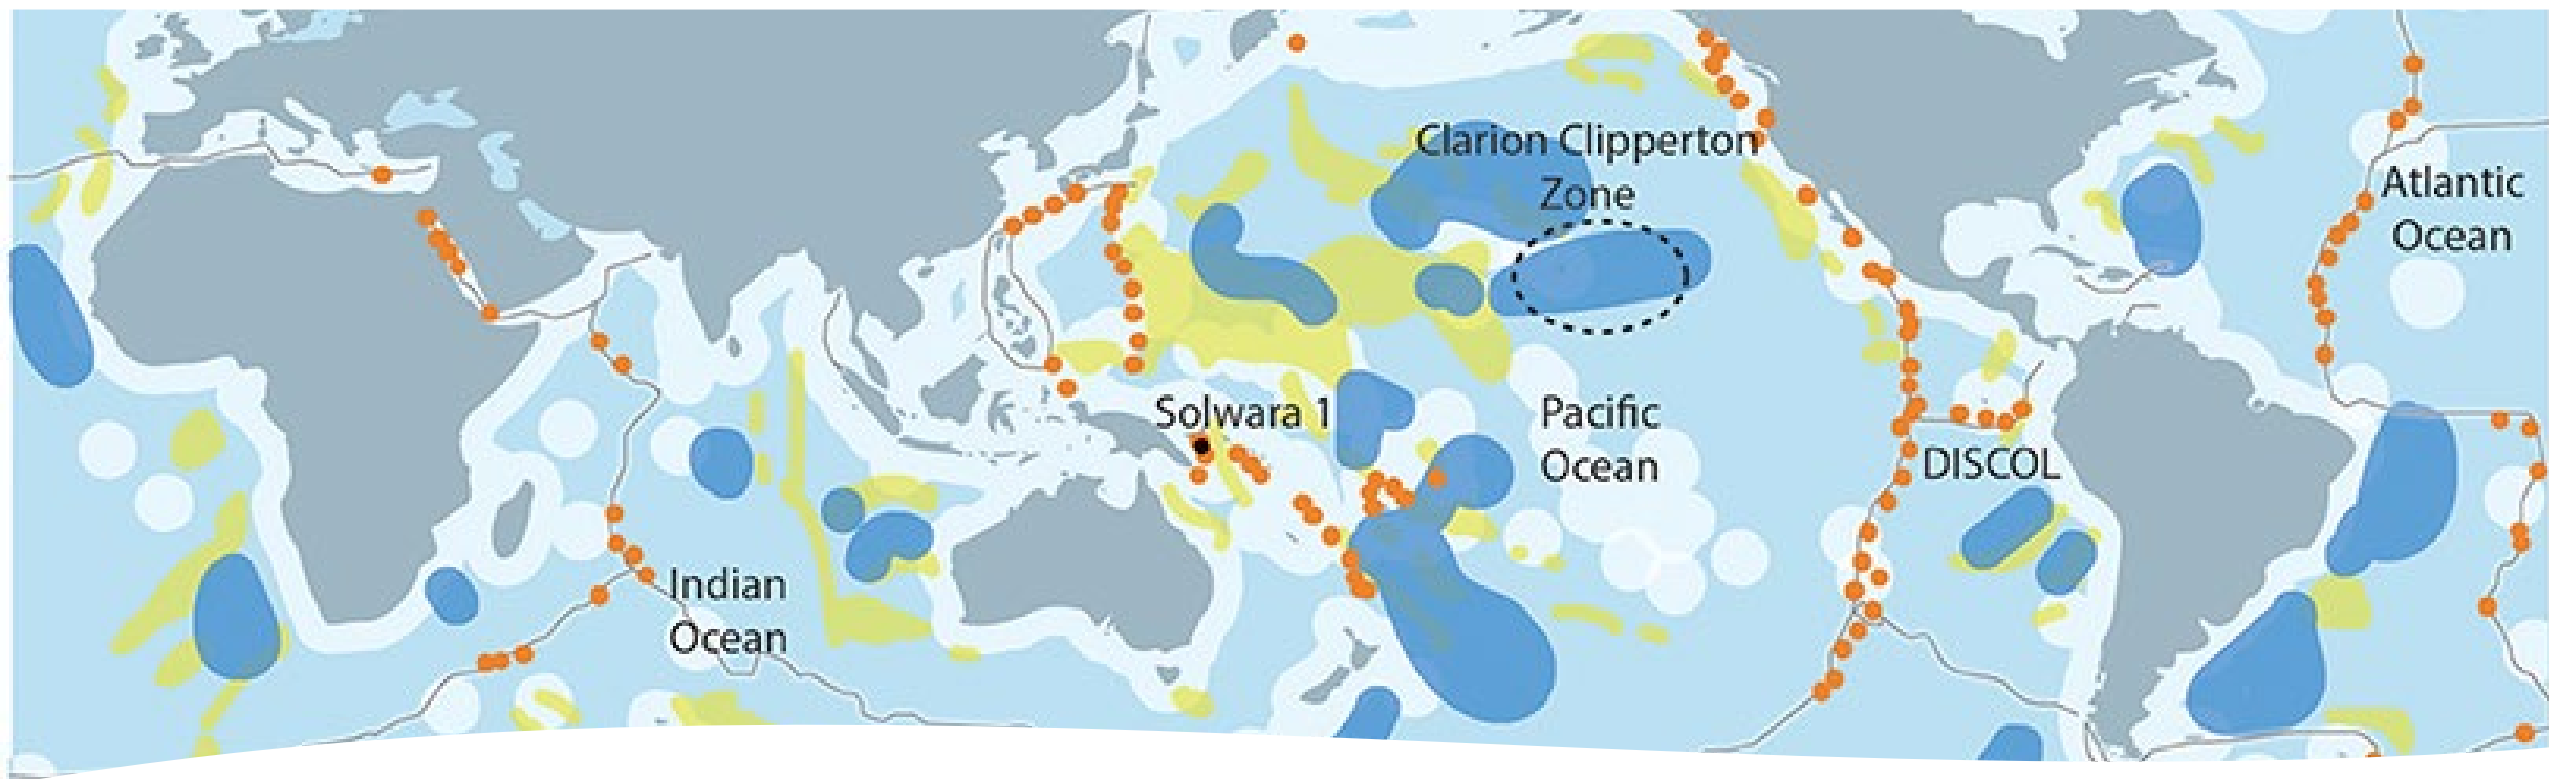 Clarion Clipperton
Zone
Atlantic
Ocean
Solwara 1
Pacific
Ocean
DISCOL
Indian
Ocean